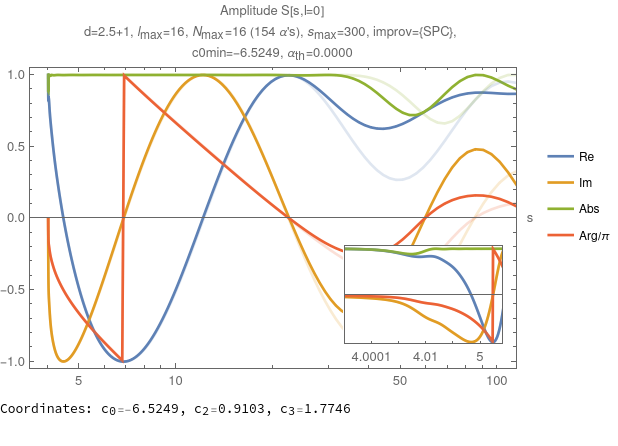 Amplitude S[s,l=0]
d=2.5+1, lmax=16, Nmax=16 (154 α's), smax=300, improv={SPC},
c0min=−6.5249, αth=0.0000
1.0
0.5
0.0
−0.5
−1.0
5
10
50
100
s
Re
Im
Abs
Arg/π
4.0001
4.01
5
Coordinates: c0=−6.5249, c2=0.9103, c3=1.7746